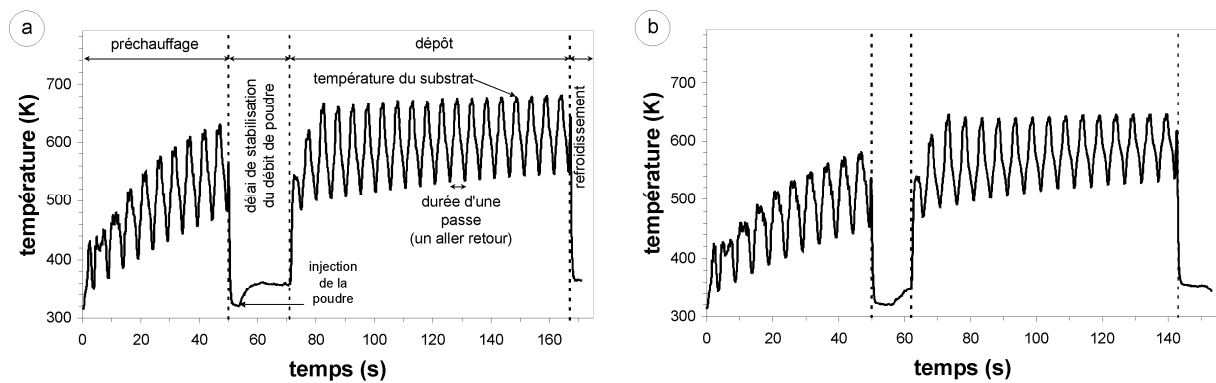 a
préchauffage
dépôt
température du substrat
délai de stabilisation
du débit de poudre
refroidissement
durée d'une
passe
(un aller retour)
injection
de la
poudre
température (K)
700
600
500
400
300
0 20 40 60 80 100 120 140 160
temps (s)
b
température (K)
700
600
500
400
300
0 20 40 60 80 100 120 140
temps (s)